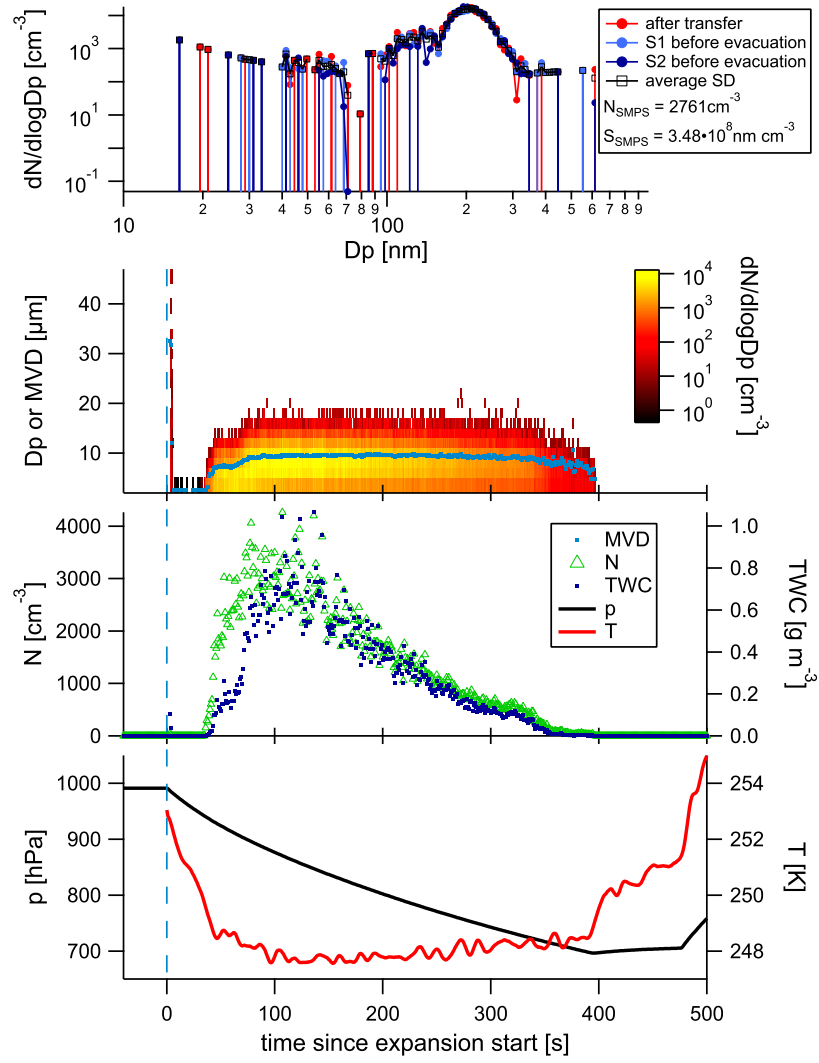 dN/dlogDp [cm⁻³]
10³
10¹
10⁻¹
10 2 3 4 5 6 7 8 9 100 2 3 4 5 6 7 8 9
Dp [nm]
after transfer
S1 before evacuation
S2 before evacuation
average SD
N_SMPS = 2761cm⁻³
S_SMPS = 3.48•10⁸nm cm⁻³
Dp or MVD [µm]
40
30
20
10
10⁴
10³
10²
10¹
10⁰
dN/dlogDp [cm⁻³]
N [cm⁻³]
4000
3000
2000
1000
0
MVD
N
TWC
p
T
1.0
0.8
0.6
0.4
0.2
0.0
TWC [g m⁻³]
p [hPa]
1000
900
800
700
254
252
250
248
T [K]
0 100 200 300 400 500
time since expansion start [s]